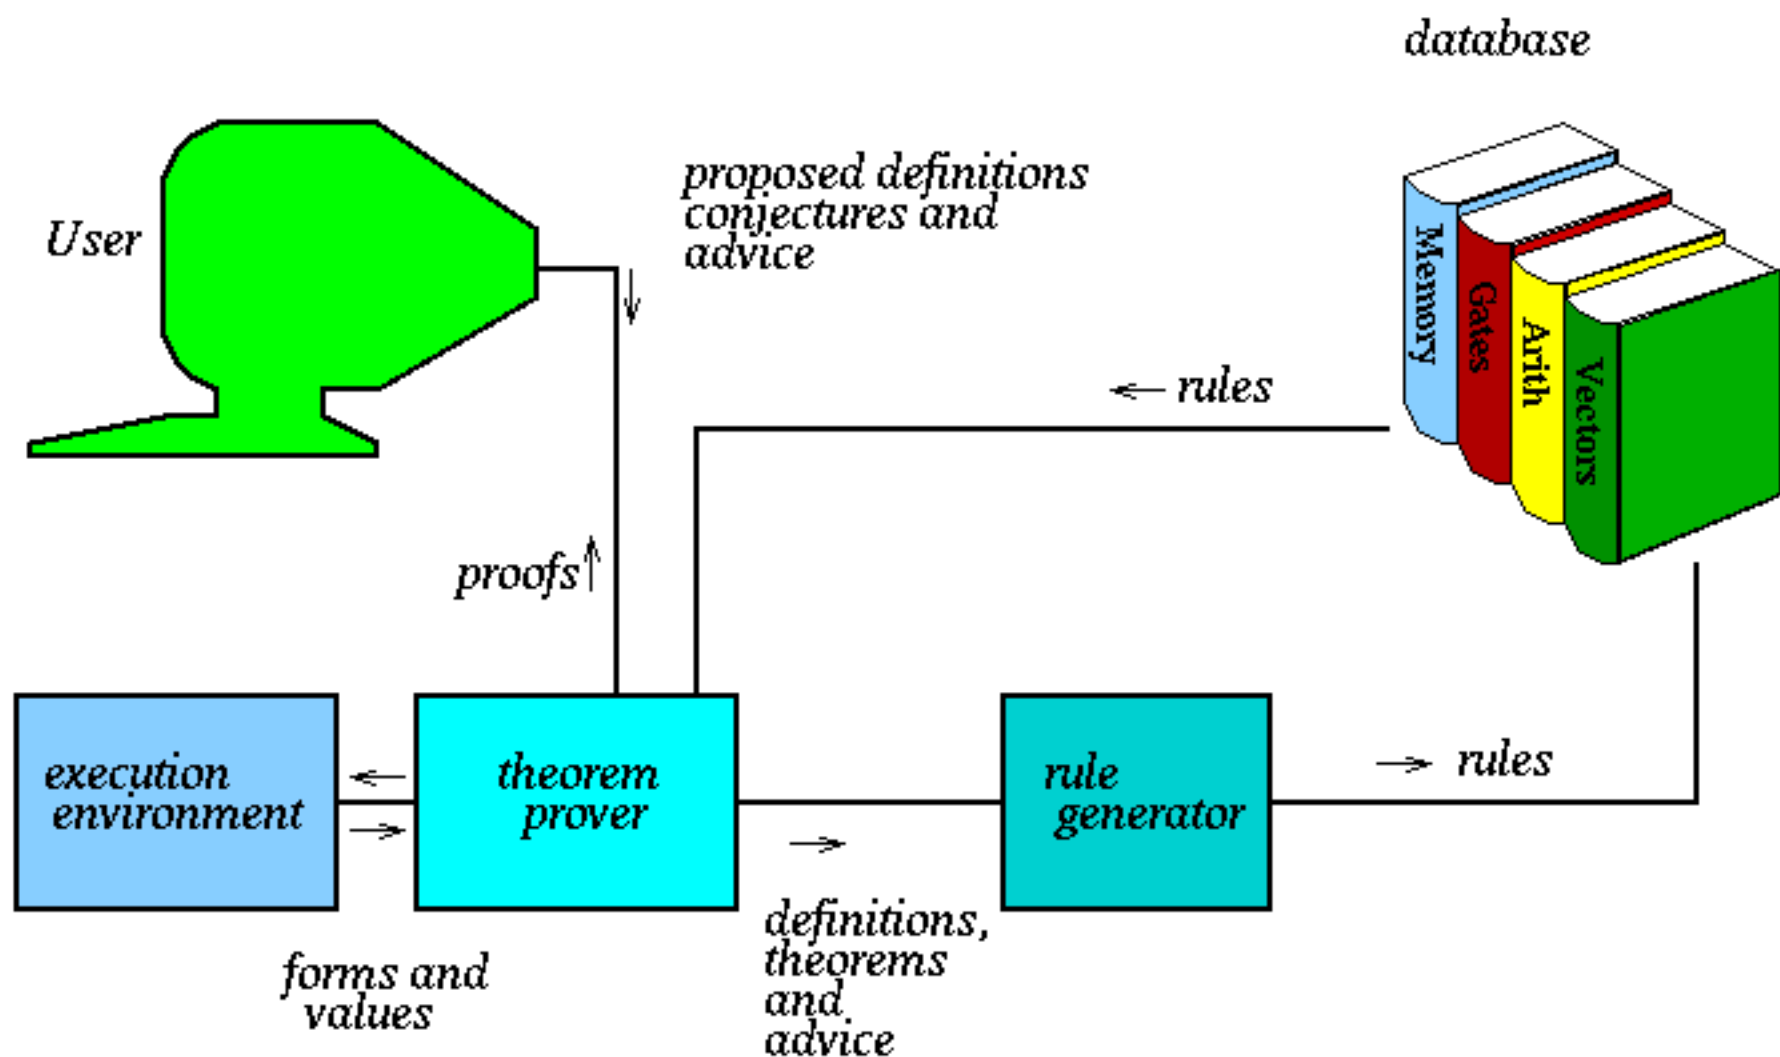 database
User
proposed definitions
conjectures and
advice
Memory
Gates
Arith
Vectors
rules
proofs
execution
environment
theorem
prover
rule
generator
rules
forms and
values
definitions,
theorems
and
advice